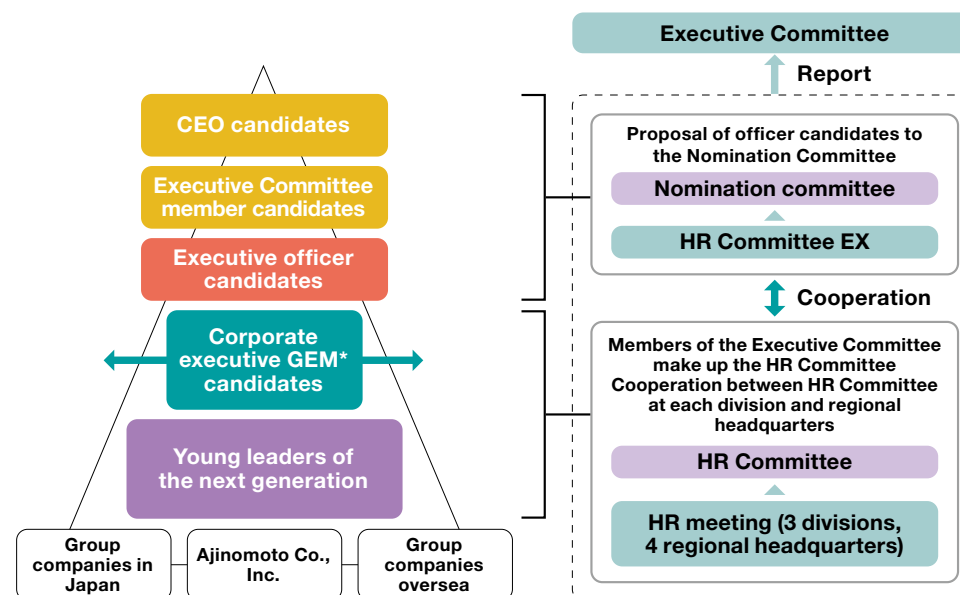 CEO candidates
Executive Committee
member candidates
Executive officer
candidates
Corporate
executive GEM*
candidates
Young leaders of
the next generation
Group
companies in
Japan
Ajinomoto Co.,
Inc.
Group
companies
oversea
Executive Committee
Report
Proposal of officer candidates to
the Nomination Committee
Nomination committee
HR Committee EX
Cooperation
Members of the Executive Committee
make up the HR Committee
Cooperation between HR Committee
at each division and regional
headquarters
HR Committee
HR meeting (3 divisions,
4 regional headquarters)